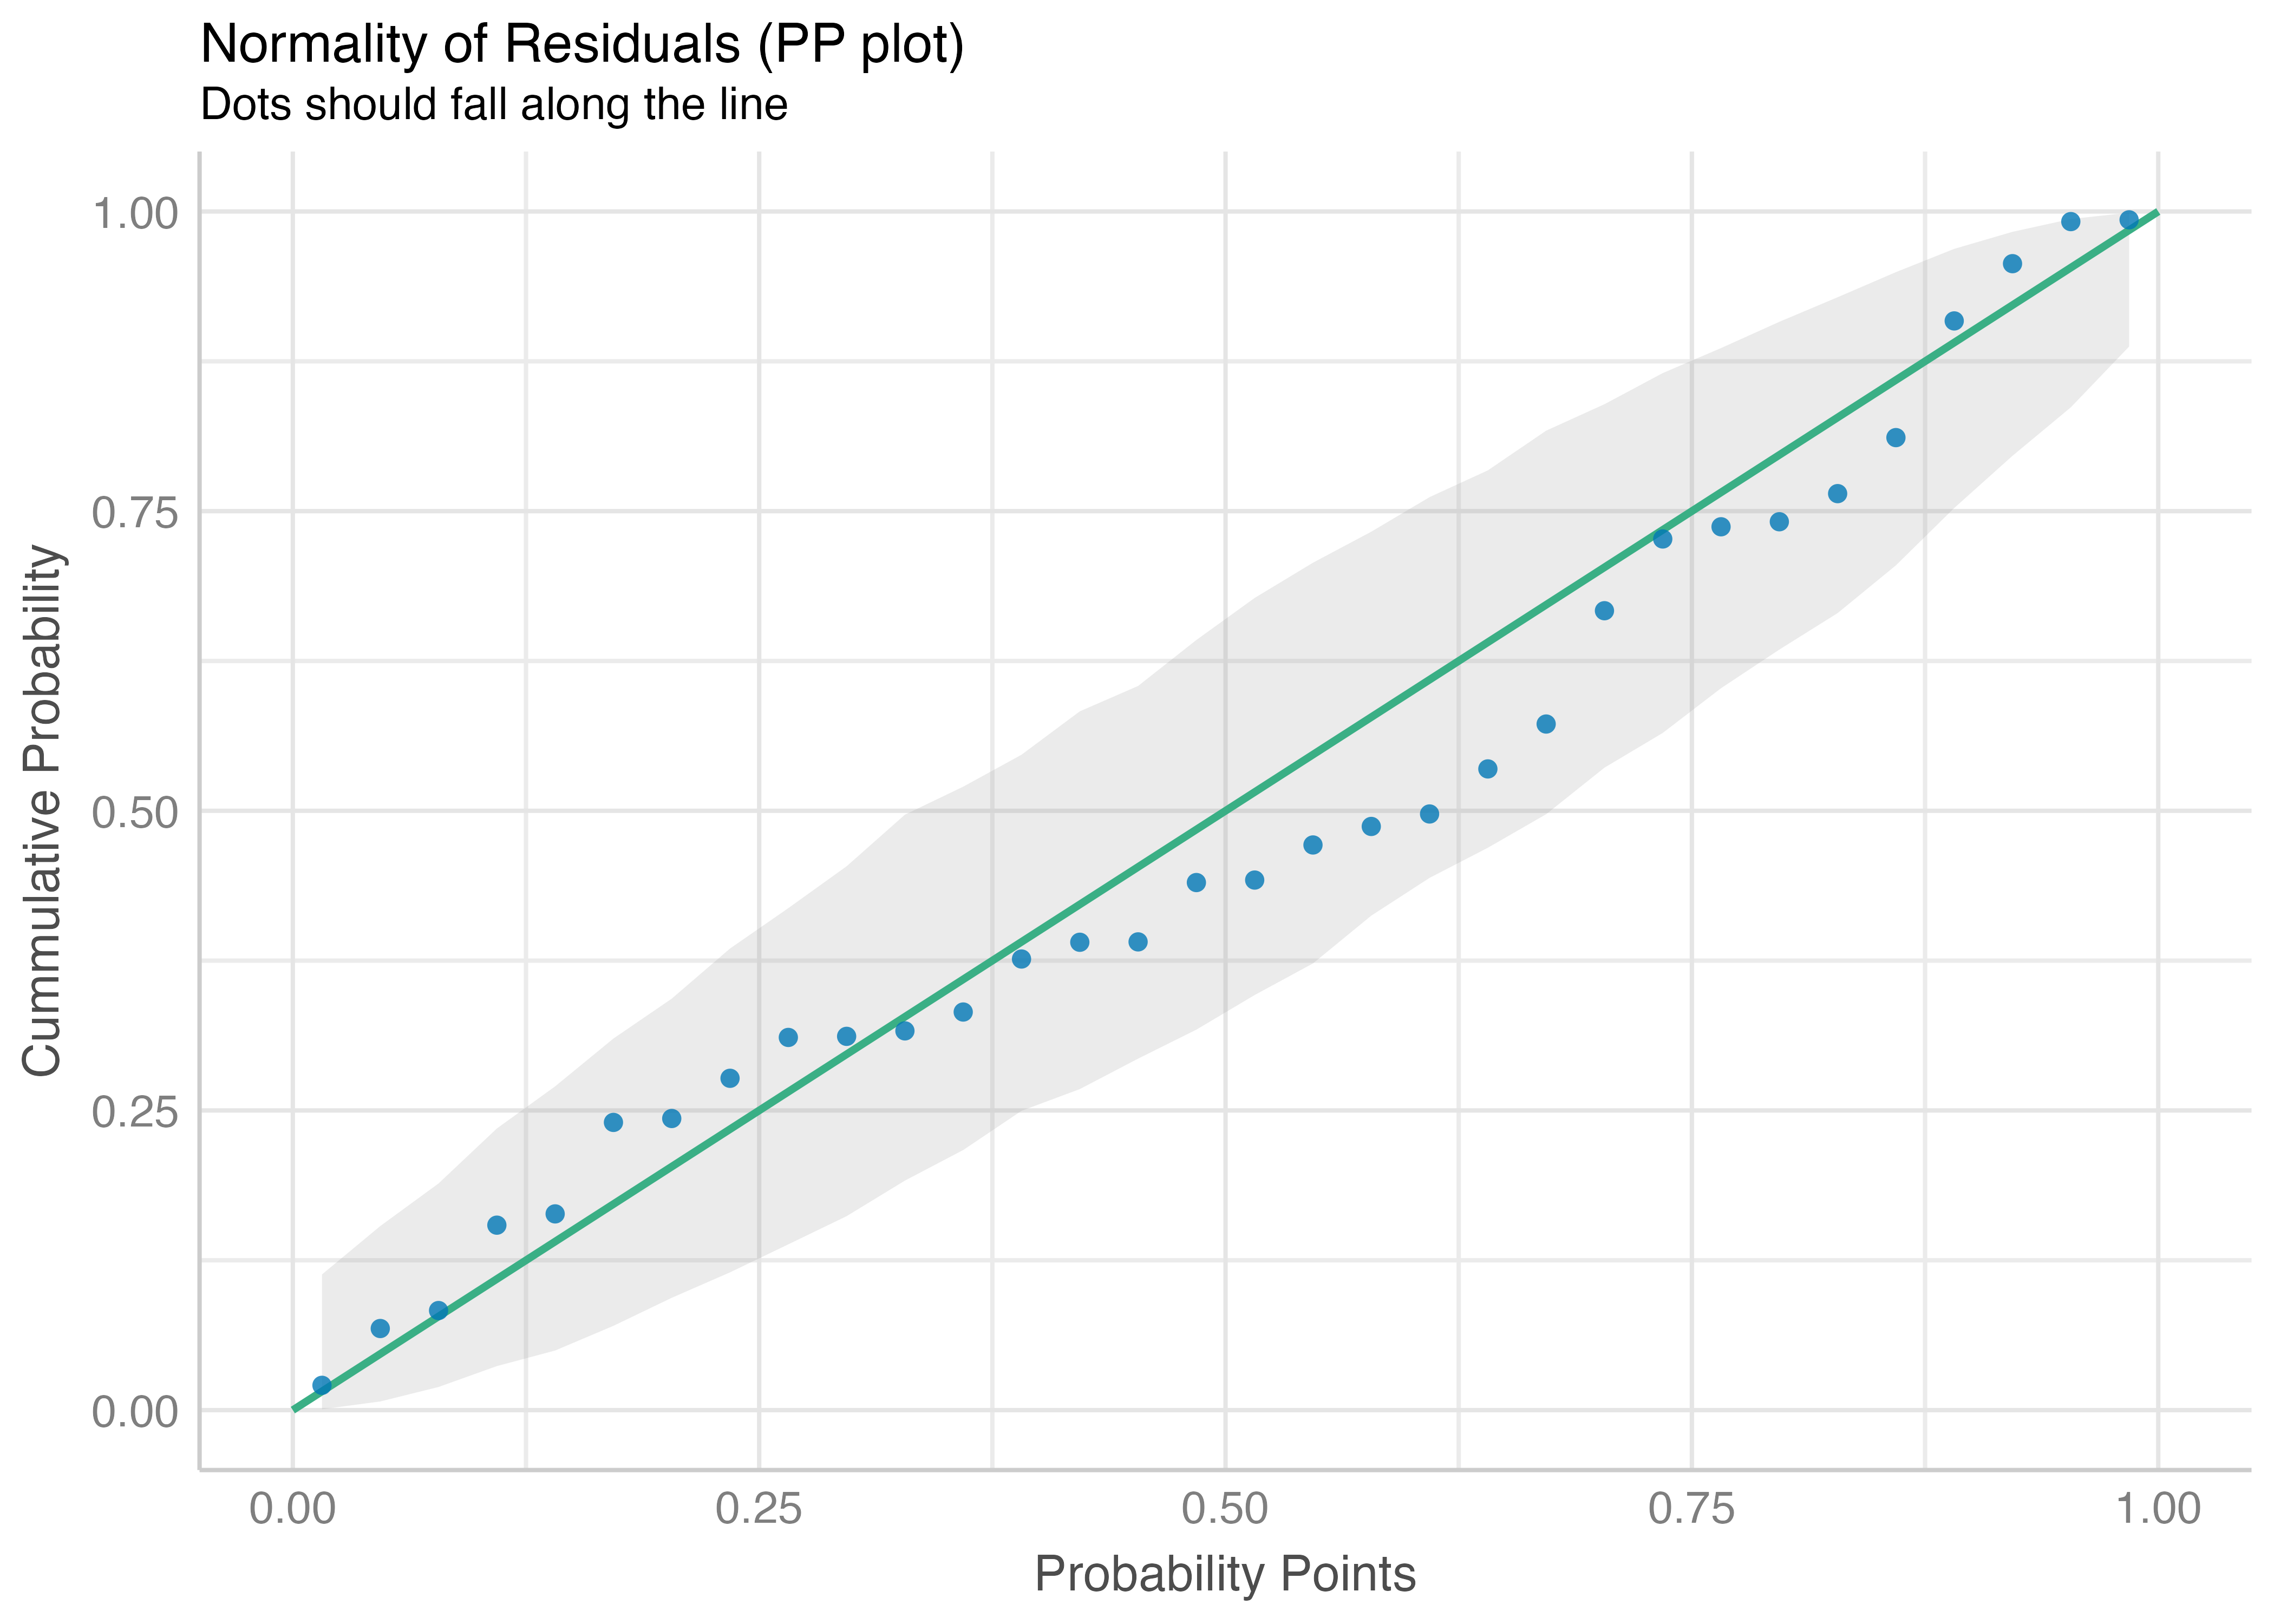 Normality of Residuals (PP plot)
Dots should fall along the line
1.00
0.75
0.50
0.25
0.00
Cummulative Probability
0.00
0.25
0.50
0.75
1.00
Probability Points